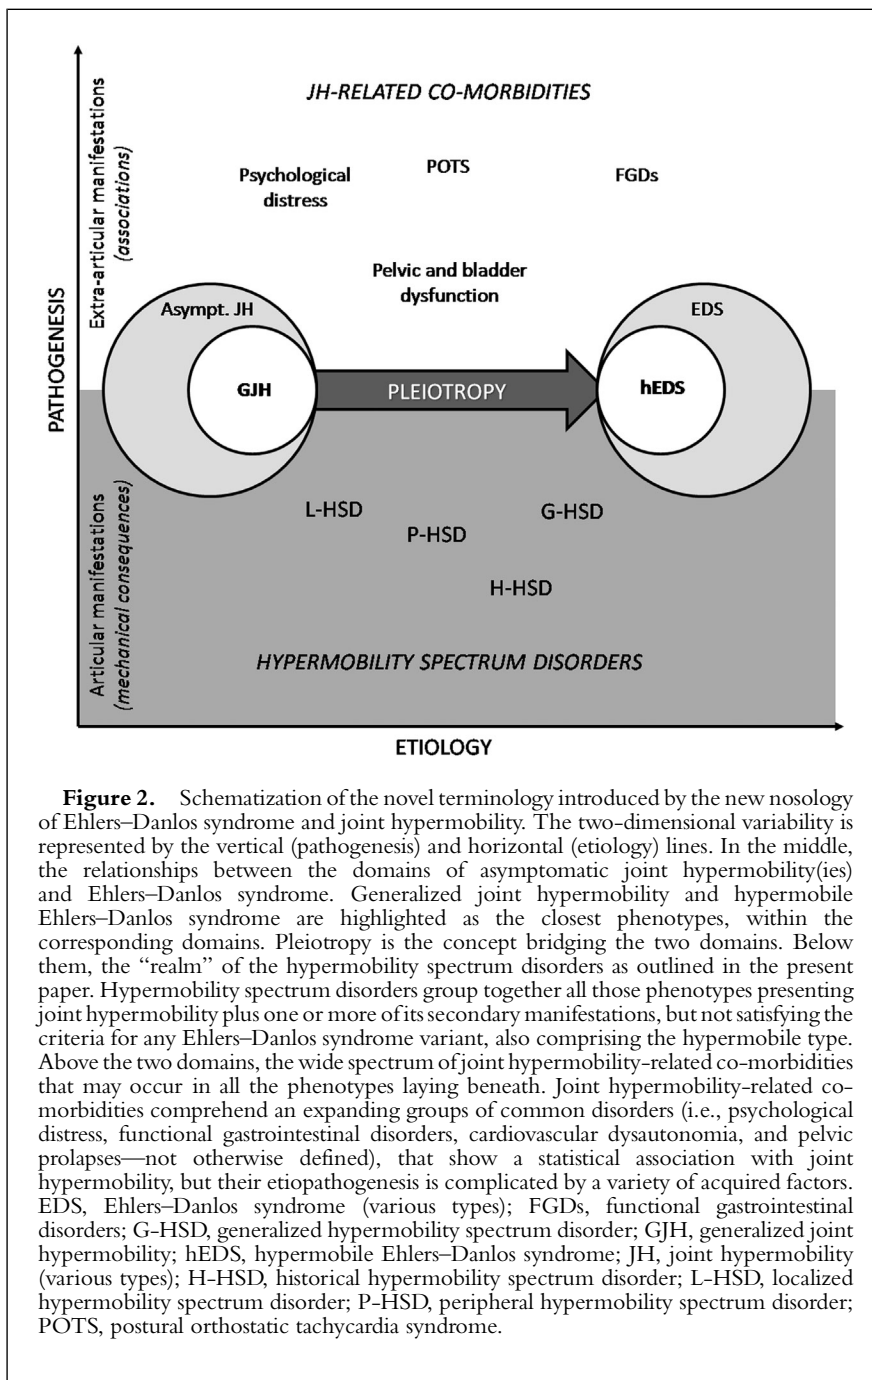 JH-RELATED CO-MORBIDITIES
Extra-articular manifestations
(associations)
Psychological
distress
POTS
FGDs
Pelvic and bladder
dysfunction
PATHOGENESIS
Asympt. JH
EDS
GJH
PLEIOTROPY
hEDS
Articular manifestations
(mechanical consequences)
L-HSD
P-HSD
G-HSD
H-HSD
HYPERMOBILITY SPECTRUM DISORDERS
ETIOLOGY
Figure 2. Schematization of the novel terminology introduced by the new nosology
of Ehlers–Danlos syndrome and joint hypermobility. The two-dimensional variability is
represented by the vertical (pathogenesis) and horizontal (etiology) lines. In the middle,
the relationships between the domains of asymptomatic joint hypermobility(ies)
and Ehlers–Danlos syndrome. Generalized joint hypermobility and hypermobile
Ehlers–Danlos syndrome are highlighted as the closest phenotypes, within the
corresponding domains. Pleiotropy is the concept bridging the two domains. Below
them, the “realm” of the hypermobility spectrum disorders as outlined in the present
paper. Hypermobility spectrum disorders group together all those phenotypes presenting
joint hypermobility plus one or more of its secondary manifestations, but not satisfying the
criteria for any Ehlers–Danlos syndrome variant, also comprising the hypermobile type.
Above the two domains, the wide spectrum of joint hypermobility-related co-morbidities
that may occur in all the phenotypes laying beneath. Joint hypermobility-related co-
morbidities comprehend an expanding groups of common disorders (i.e., psychological
distress, functional gastrointestinal disorders, cardiovascular dysautonomia, and pelvic
prolapses—not otherwise defined), that show a statistical association with joint
hypermobility, but their etiopathogenesis is complicated by a variety of acquired factors.
EDS, Ehlers–Danlos syndrome (various types); FGDs, functional gastrointestinal
disorders; G-HSD, generalized hypermobility spectrum disorder; GJH, generalized joint
hypermobility; hEDS, hypermobile Ehlers–Danlos syndrome; JH, joint hypermobility
(various types); H-HSD, historical hypermobility spectrum disorder; L-HSD, localized
hypermobility spectrum disorder; P-HSD, peripheral hypermobility spectrum disorder;
POTS, postural orthostatic tachycardia syndrome.